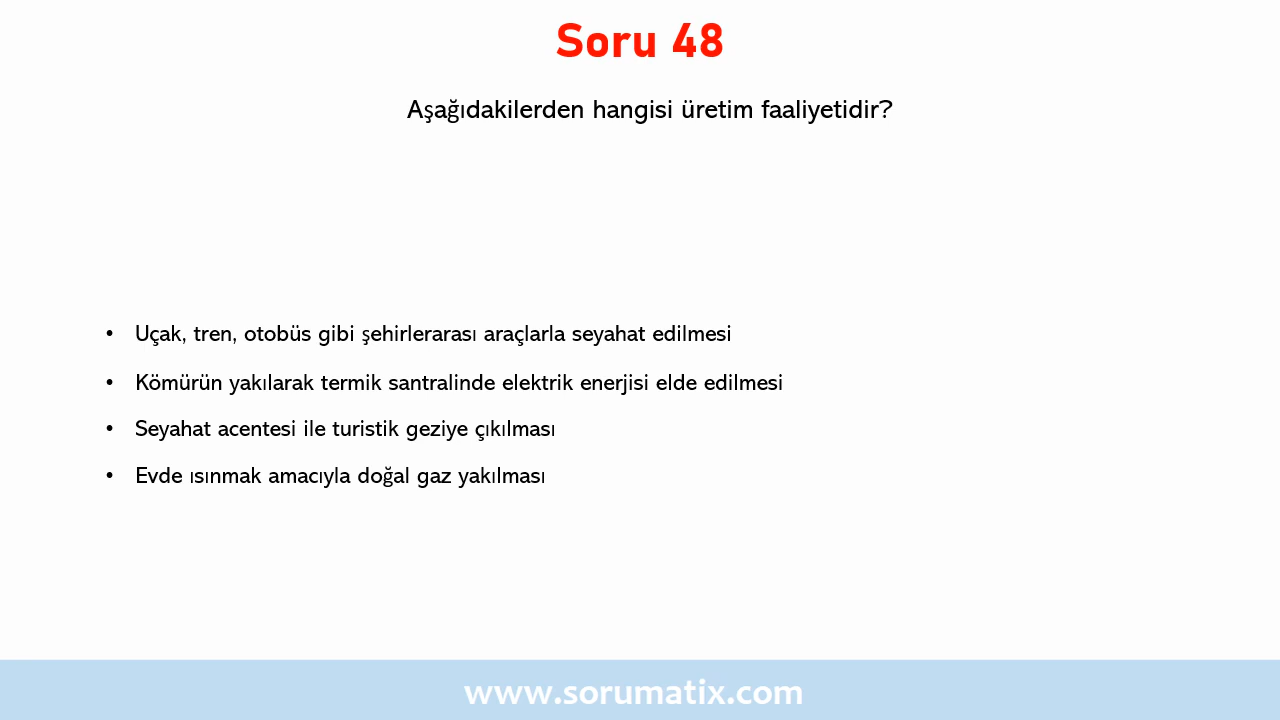 Soru 48
Aşağıdakilerden hangisi üretim faaliyetidir?
• Uçak, tren, otobüs gibi şehirlerarası araçlarla seyahat edilmesi
• Kömürün yakılarak termik santralinde elektrik enerjisi elde edilmesi
• Seyahat acentesi ile turistik geziye çıkılması
• Evde ısınmak amacıyla doğal gaz yakılması
www.sorumatix.com